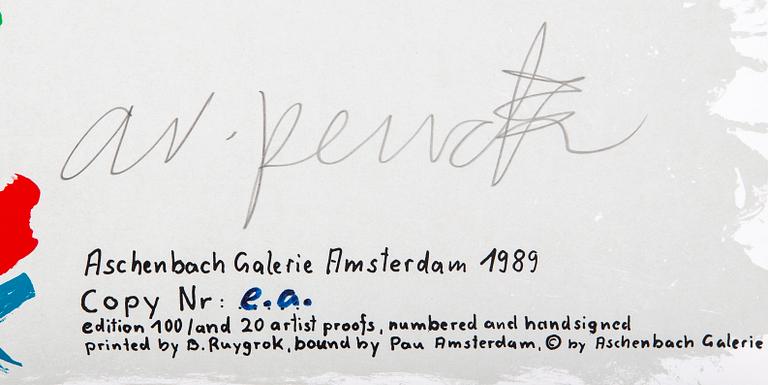 ar. penck
Aschenbach Galerie Amsterdam 1989
Copy Nr: e.a.
edition 100/and 20 artist proofs, numbered and handsigned
printed by B.Ruygrok, bound by Pau Amsterdam, © by Aschenbach Galerie